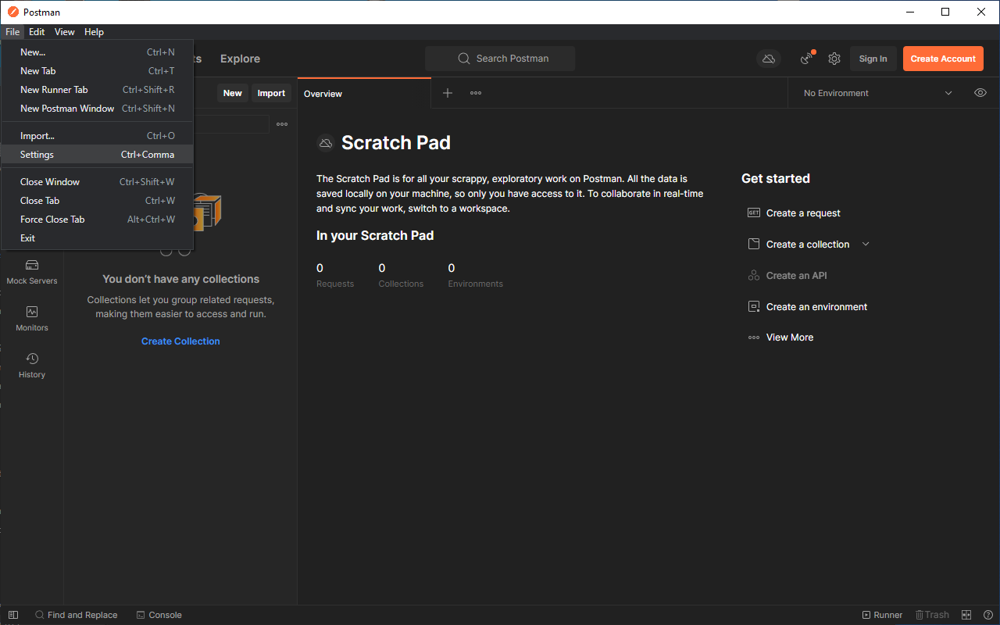 Postman
File Edit View Help
New... Ctrl+N
New Tab Ctrl+T
New Runner Tab Ctrl+Shift+R
New Postman Window Ctrl+Shift+N
Import... Ctrl+O
Settings Ctrl+Comma
Close Window Ctrl+Shift+W
Close Tab Ctrl+W
Force Close Tab Alt+Ctrl+W
Exit
Explore
Search Postman
Sign In
Create Account
New Import
Overview
No Environment
Scratch Pad
The Scratch Pad is for all your scrappy, exploratory work on Postman. All the data is
saved locally on your machine, so only you have access to it. To collaborate in real-time
and sync your work, switch to a workspace.
In your Scratch Pad
0 0 0
Requests Collections Environments
Get started
GET Create a request
Create a collection
Create an API
Create an environment
View More
Mock Servers
Monitors
History
You don't have any collections
Collections let you group related requests,
making them easier to access and run.
Create Collection
Find and Replace Console Runner Trash